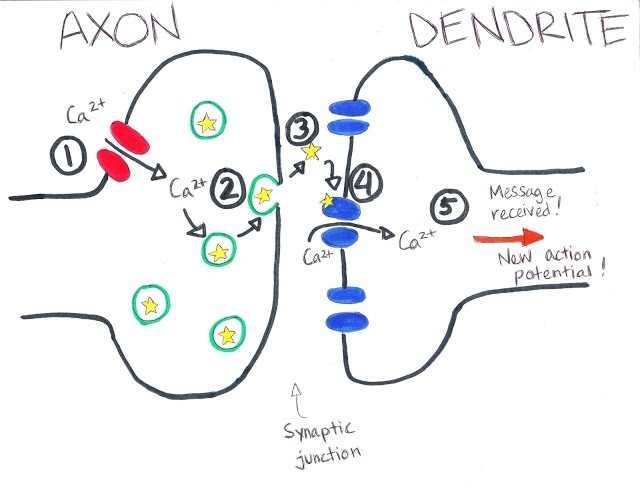 AXON
DENDRITE
Ca2+
1
Ca2+
2
3
4
5
Message
received!
New action
potential!
Ca2+
Ca2+
Synaptic
junction